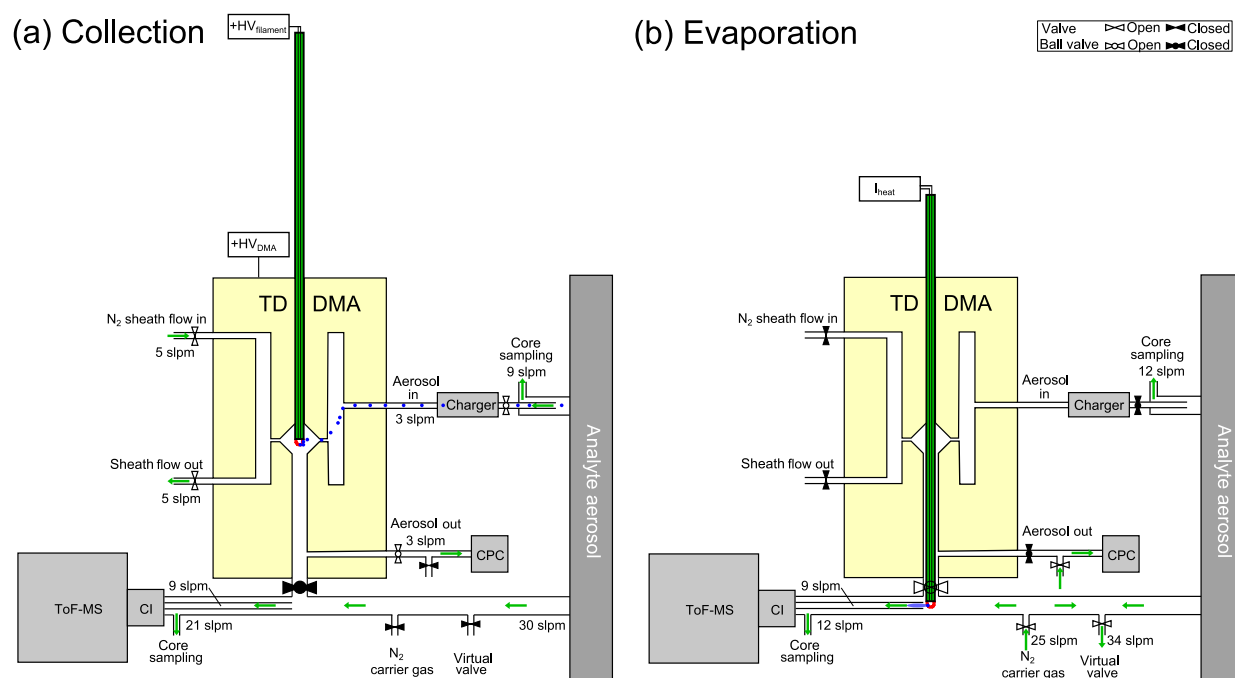 (a) Collection
+HVfilament
+HVDMA
TD DMA
N2 sheath flow in
5 slpm
Sheath flow out
5 slpm
Aerosol
in
3 slpm
Charger
Core
sampling
9 slpm
Analyte aerosol
Aerosol out
3 slpm
CPC
ToF-MS
CI
9 slpm
21 slpm
Core
sampling
N2
carrier gas
Virtual
valve
30 slpm
(b) Evaporation
Valve Open Closed
Ball valve Open Closed
Iheat
TD DMA
N2 sheath flow in
Sheath flow out
Aerosol
in
Charger
Core
sampling
12 slpm
Analyte aerosol
Aerosol out
CPC
ToF-MS
CI
9 slpm
12 slpm
Core
sampling
25 slpm
N2
carrier gas
34 slpm
Virtual
valve